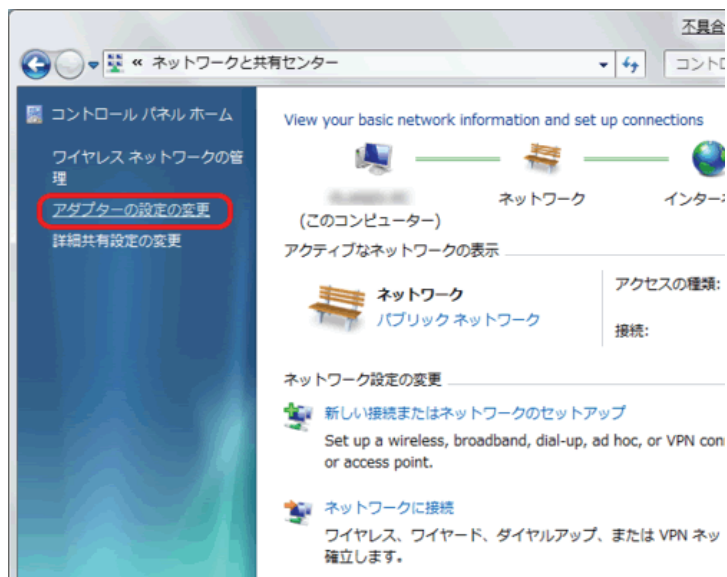 不具合
« ネットワークと共有センター
コントロ
コントロール パネル ホーム
ワイヤレス ネットワークの管
理
アダプターの設定の変更
詳細共有設定の変更
View your basic network information and set up connections
(このコンピューター)
ネットワーク
インターネ
アクティブなネットワークの表示
ネットワーク
パブリック ネットワーク
アクセスの種類:
接続:
ネットワーク設定の変更
新しい接続またはネットワークのセットアップ
Set up a wireless, broadband, dial-up, ad hoc, or VPN con
or access point.
ネットワークに接続
ワイヤレス、ワイヤード、ダイヤルアップ、または VPN ネッ
確立します。